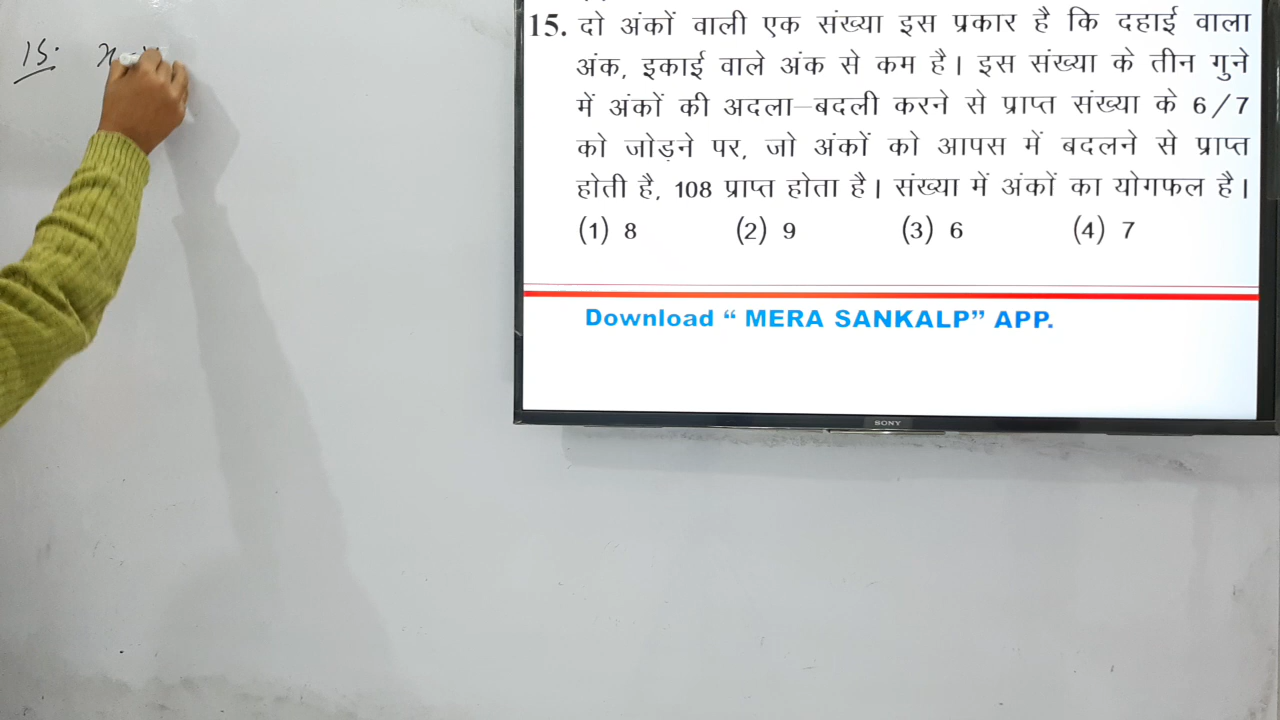 15.
15. दो अंकों वाली एक संख्या इस प्रकार है कि दहाई वाला
अंक, इकाई वाले अंक से कम है। इस संख्या के तीन गुने
में अंकों की अदला–बदली करने से प्राप्त संख्या के 6/7
को जोड़ने पर, जो अंकों को आपस में बदलने से प्राप्त
होती है, 108 प्राप्त होता है। संख्या में अंकों का योगफल है।
(1) 8 (2) 9 (3) 6 (4) 7
Download “ MERA SANKALP” APP.
SONY